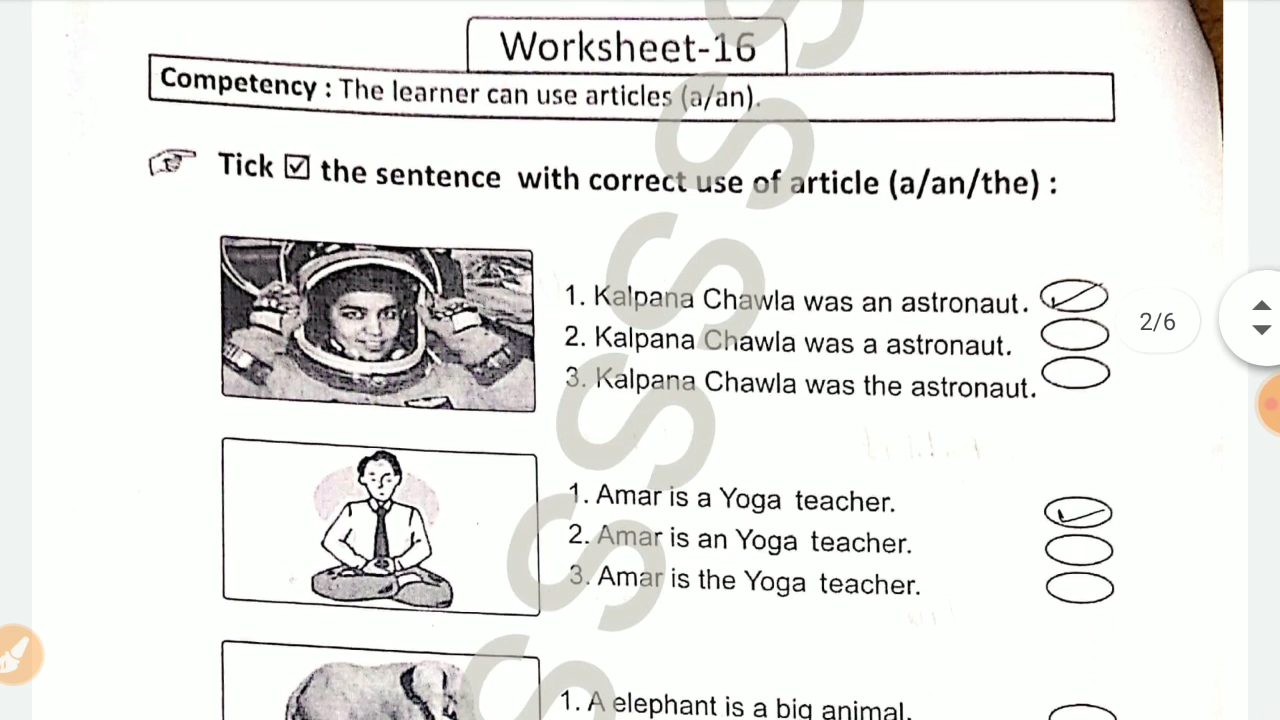 Worksheet-16
Competency : The learner can use articles (a/an).
Tick ☑ the sentence with correct use of article (a/an/the) :
1. Kalpana Chawla was an astronaut.
2. Kalpana Chawla was a astronaut.
3. Kalpana Chawla was the astronaut.
2/6
1. Amar is a Yoga teacher.
2. Amar is an Yoga teacher.
3. Amar is the Yoga teacher.
1. A elephant is a big animal.
SSSSS